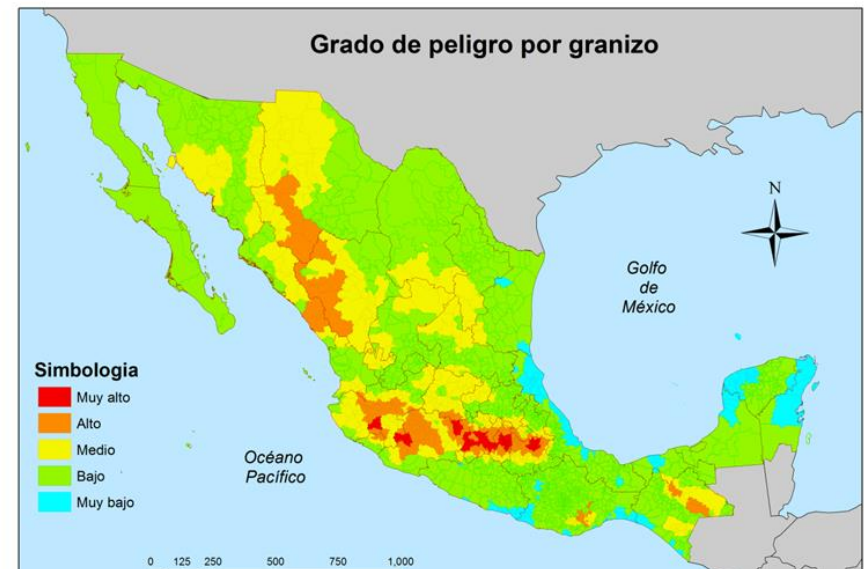 Grado de peligro por granizo
N
Golfo
de
México
Simbologia
Muy alto
Alto
Medio
Bajo
Muy bajo
Océano
Pacífico
0 125 250 500 750 1,000